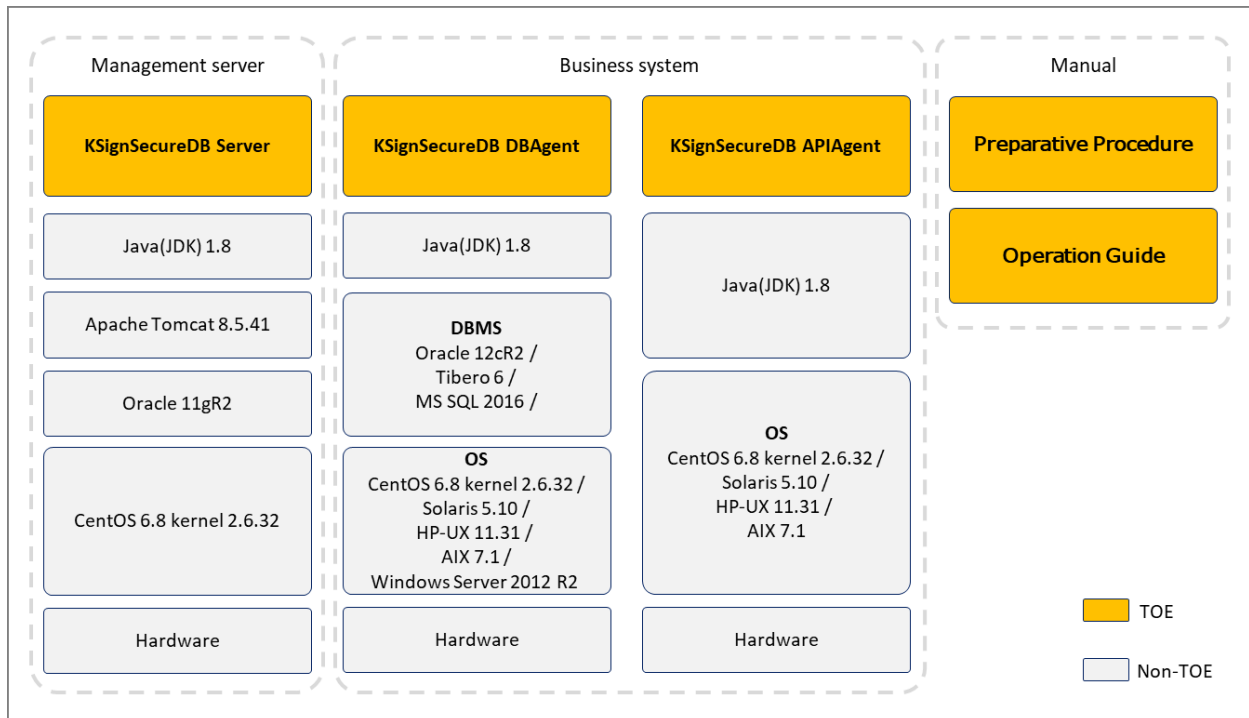 Management server
KSignSecureDB Server
Java(JDK) 1.8
Apache Tomcat 8.5.41
Oracle 11gR2
CentOS 6.8 kernel 2.6.32
Hardware
Business system
KSignSecureDB DBAgent
Java(JDK) 1.8
DBMS
Oracle 12cR2 /
Tibero 6 /
MS SQL 2016 /
OS
CentOS 6.8 kernel 2.6.32 /
Solaris 5.10 /
HP-UX 11.31 /
AIX 7.1 /
Windows Server 2012 R2
Hardware
KSignSecureDB APIAgent
Java(JDK) 1.8
OS
CentOS 6.8 kernel 2.6.32 /
Solaris 5.10 /
HP-UX 11.31 /
AIX 7.1
Hardware
Manual
Preparative Procedure
Operation Guide
TOE
Non-TOE